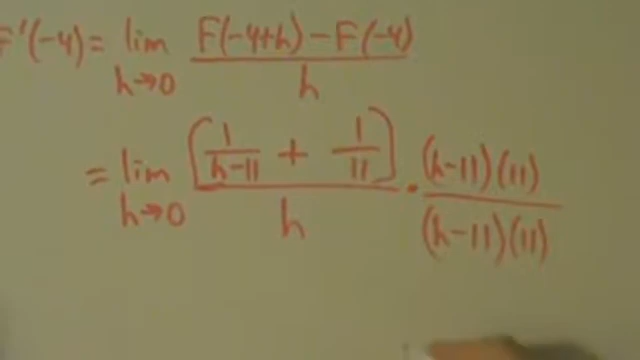 F'(-4) = lim h→0 F(-4+h) - F(-4) / h
= lim h→0 [1/(h-11) + 1/11] / h · (h-11)(11) / (h-11)(11)